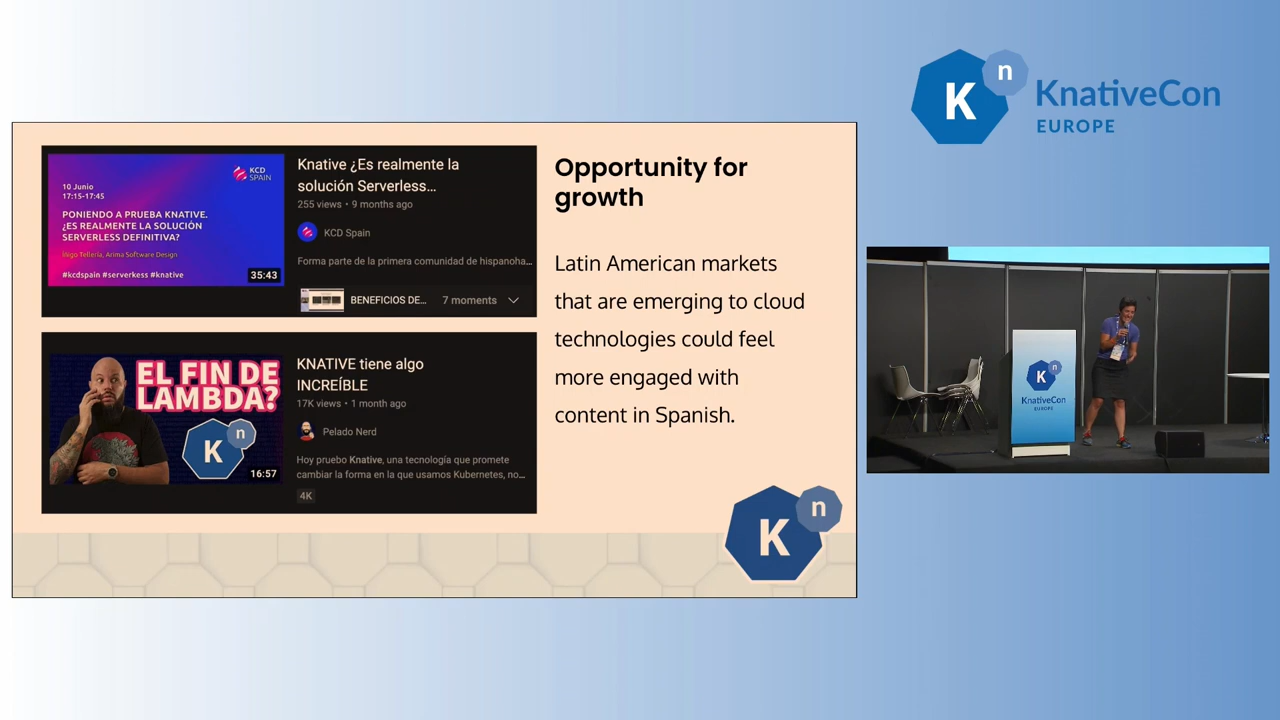 K n KnativeCon
EUROPE
KCD
SPAIN
10 Junio
17:15-17:45
PONIENDO A PRUEBA KNATIVE.
¿ES REALMENTE LA SOLUCIÓN
SERVERLESS DEFINITIVA?
Iñigo Tellería, Arima Software Design
#kcdspain #serverkess #knative
35:43
Knative ¿Es realmente la
solución Serverless...
255 views • 9 months ago
KCD Spain
Forma parte de la primera comunidad de hispanoha...
BENEFICIOS DE... 7 moments
EL FIN DE
LAMBDA?
K n
16:57
KNATIVE tiene algo
INCREÍBLE
17K views • 1 month ago
Pelado Nerd
Hoy pruebo Knative, una tecnología que promete
cambiar la forma en la que usamos Kubernetes, no...
4K
Opportunity for
growth
Latin American markets
that are emerging to cloud
technologies could feel
more engaged with
content in Spanish.
K n
K n
KnativeCon
EUROPE